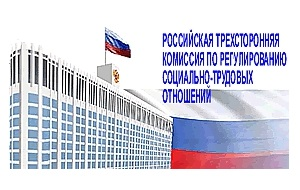 РОССИЙСКАЯ ТРЕХСТОРОННЯЯ
КОМИССИЯ ПО РЕГУЛИРОВАНИЮ
СОЦИАЛЬНО-ТРУДОВЫХ
ОТНОШЕНИЙ